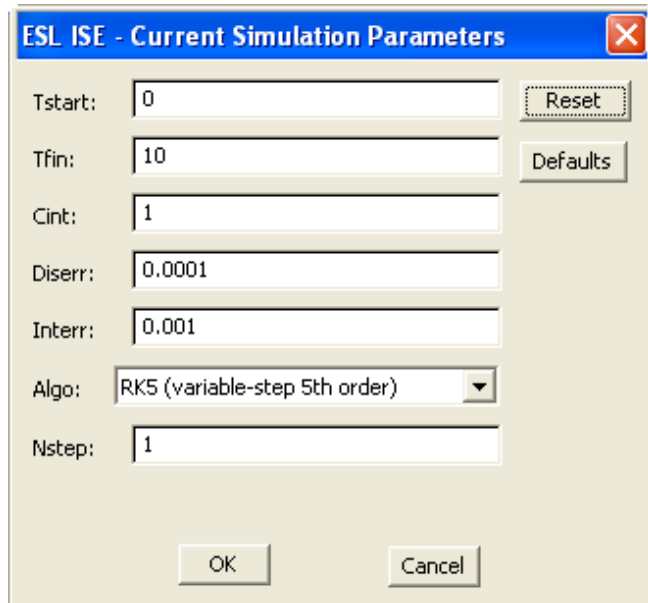 ESL ISE - Current Simulation Parameters
Tstart: 0 Reset
Tfin: 10 Defaults
Cint: 1
Diserr: 0.0001
Interr: 0.001
Algo: RK5 (variable-step 5th order)
Nstep: 1
OK Cancel